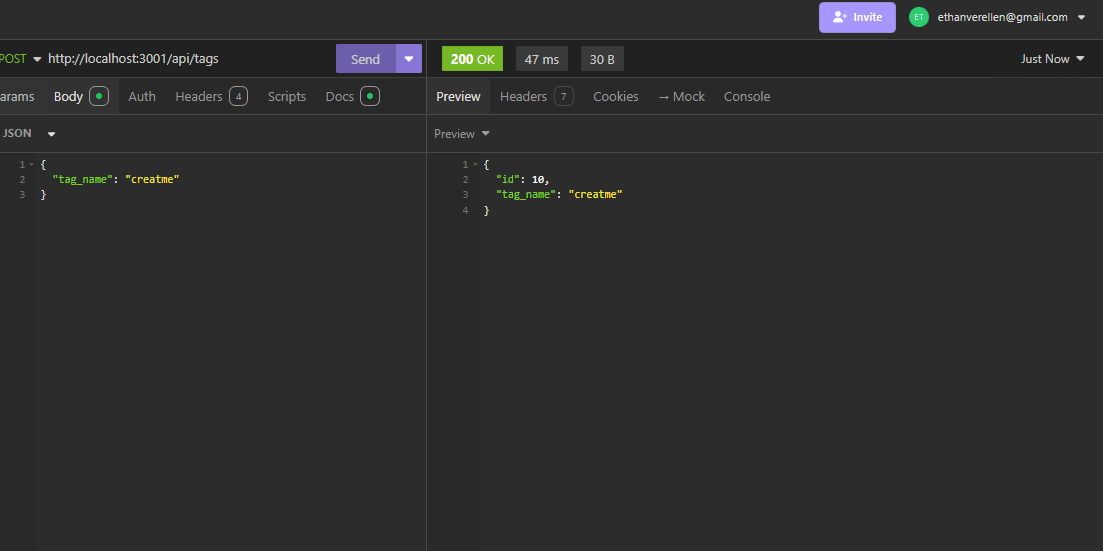 Invite ET ethanverellen@gmail.com
POST http://localhost:3001/api/tags Send 200 OK 47 ms 30 B Just Now
arams Body Auth Headers 4 Scripts Docs Preview Headers 7 Cookies → Mock Console
JSON Preview
1 {
2 "tag_name": "creatme"
3 }
1 {
2 "id": 10,
3 "tag_name": "creatme"
4 }